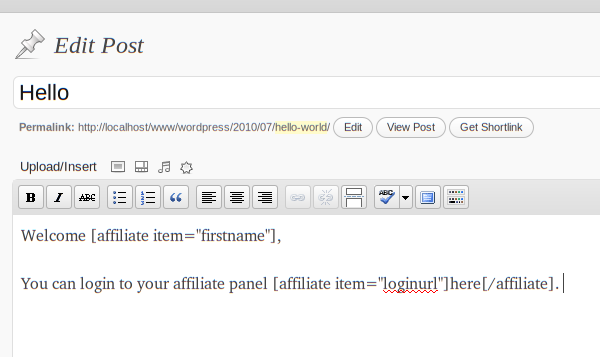 Edit Post
Hello
Permalink: http://localhost/www/wordpress/2010/07/hello-world/ Edit View Post Get Shortlink
Upload/Insert
B I ABC ABC
Welcome [affiliate item="firstname"],
You can login to your affiliate panel [affiliate item="loginurl"]here[/affiliate].